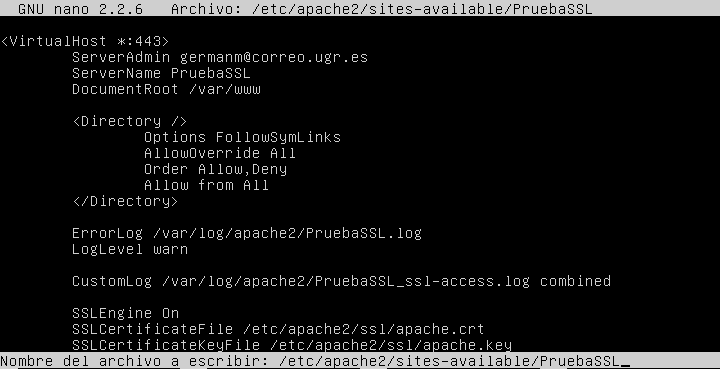 GNU nano 2.2.6 Archivo: /etc/apache2/sites-available/PruebaSSL
<VirtualHost *:443>
ServerAdmin germanm@correo.ugr.es
ServerName PruebaSSL
DocumentRoot /var/www
<Directory />
Options FollowSymLinks
AllowOverride All
Order Allow,Deny
Allow from All
</Directory>
ErrorLog /var/log/apache2/PruebaSSL.log
LogLevel warn
CustomLog /var/log/apache2/PruebaSSL_ssl-access.log combined
SSLEngine On
SSLCertificateFile /etc/apache2/ssl/apache.crt
SSLCertificateKeyFile /etc/apache2/ssl/apache.key
Nombre del archivo a escribir: /etc/apache2/sites-available/PruebaSSL_